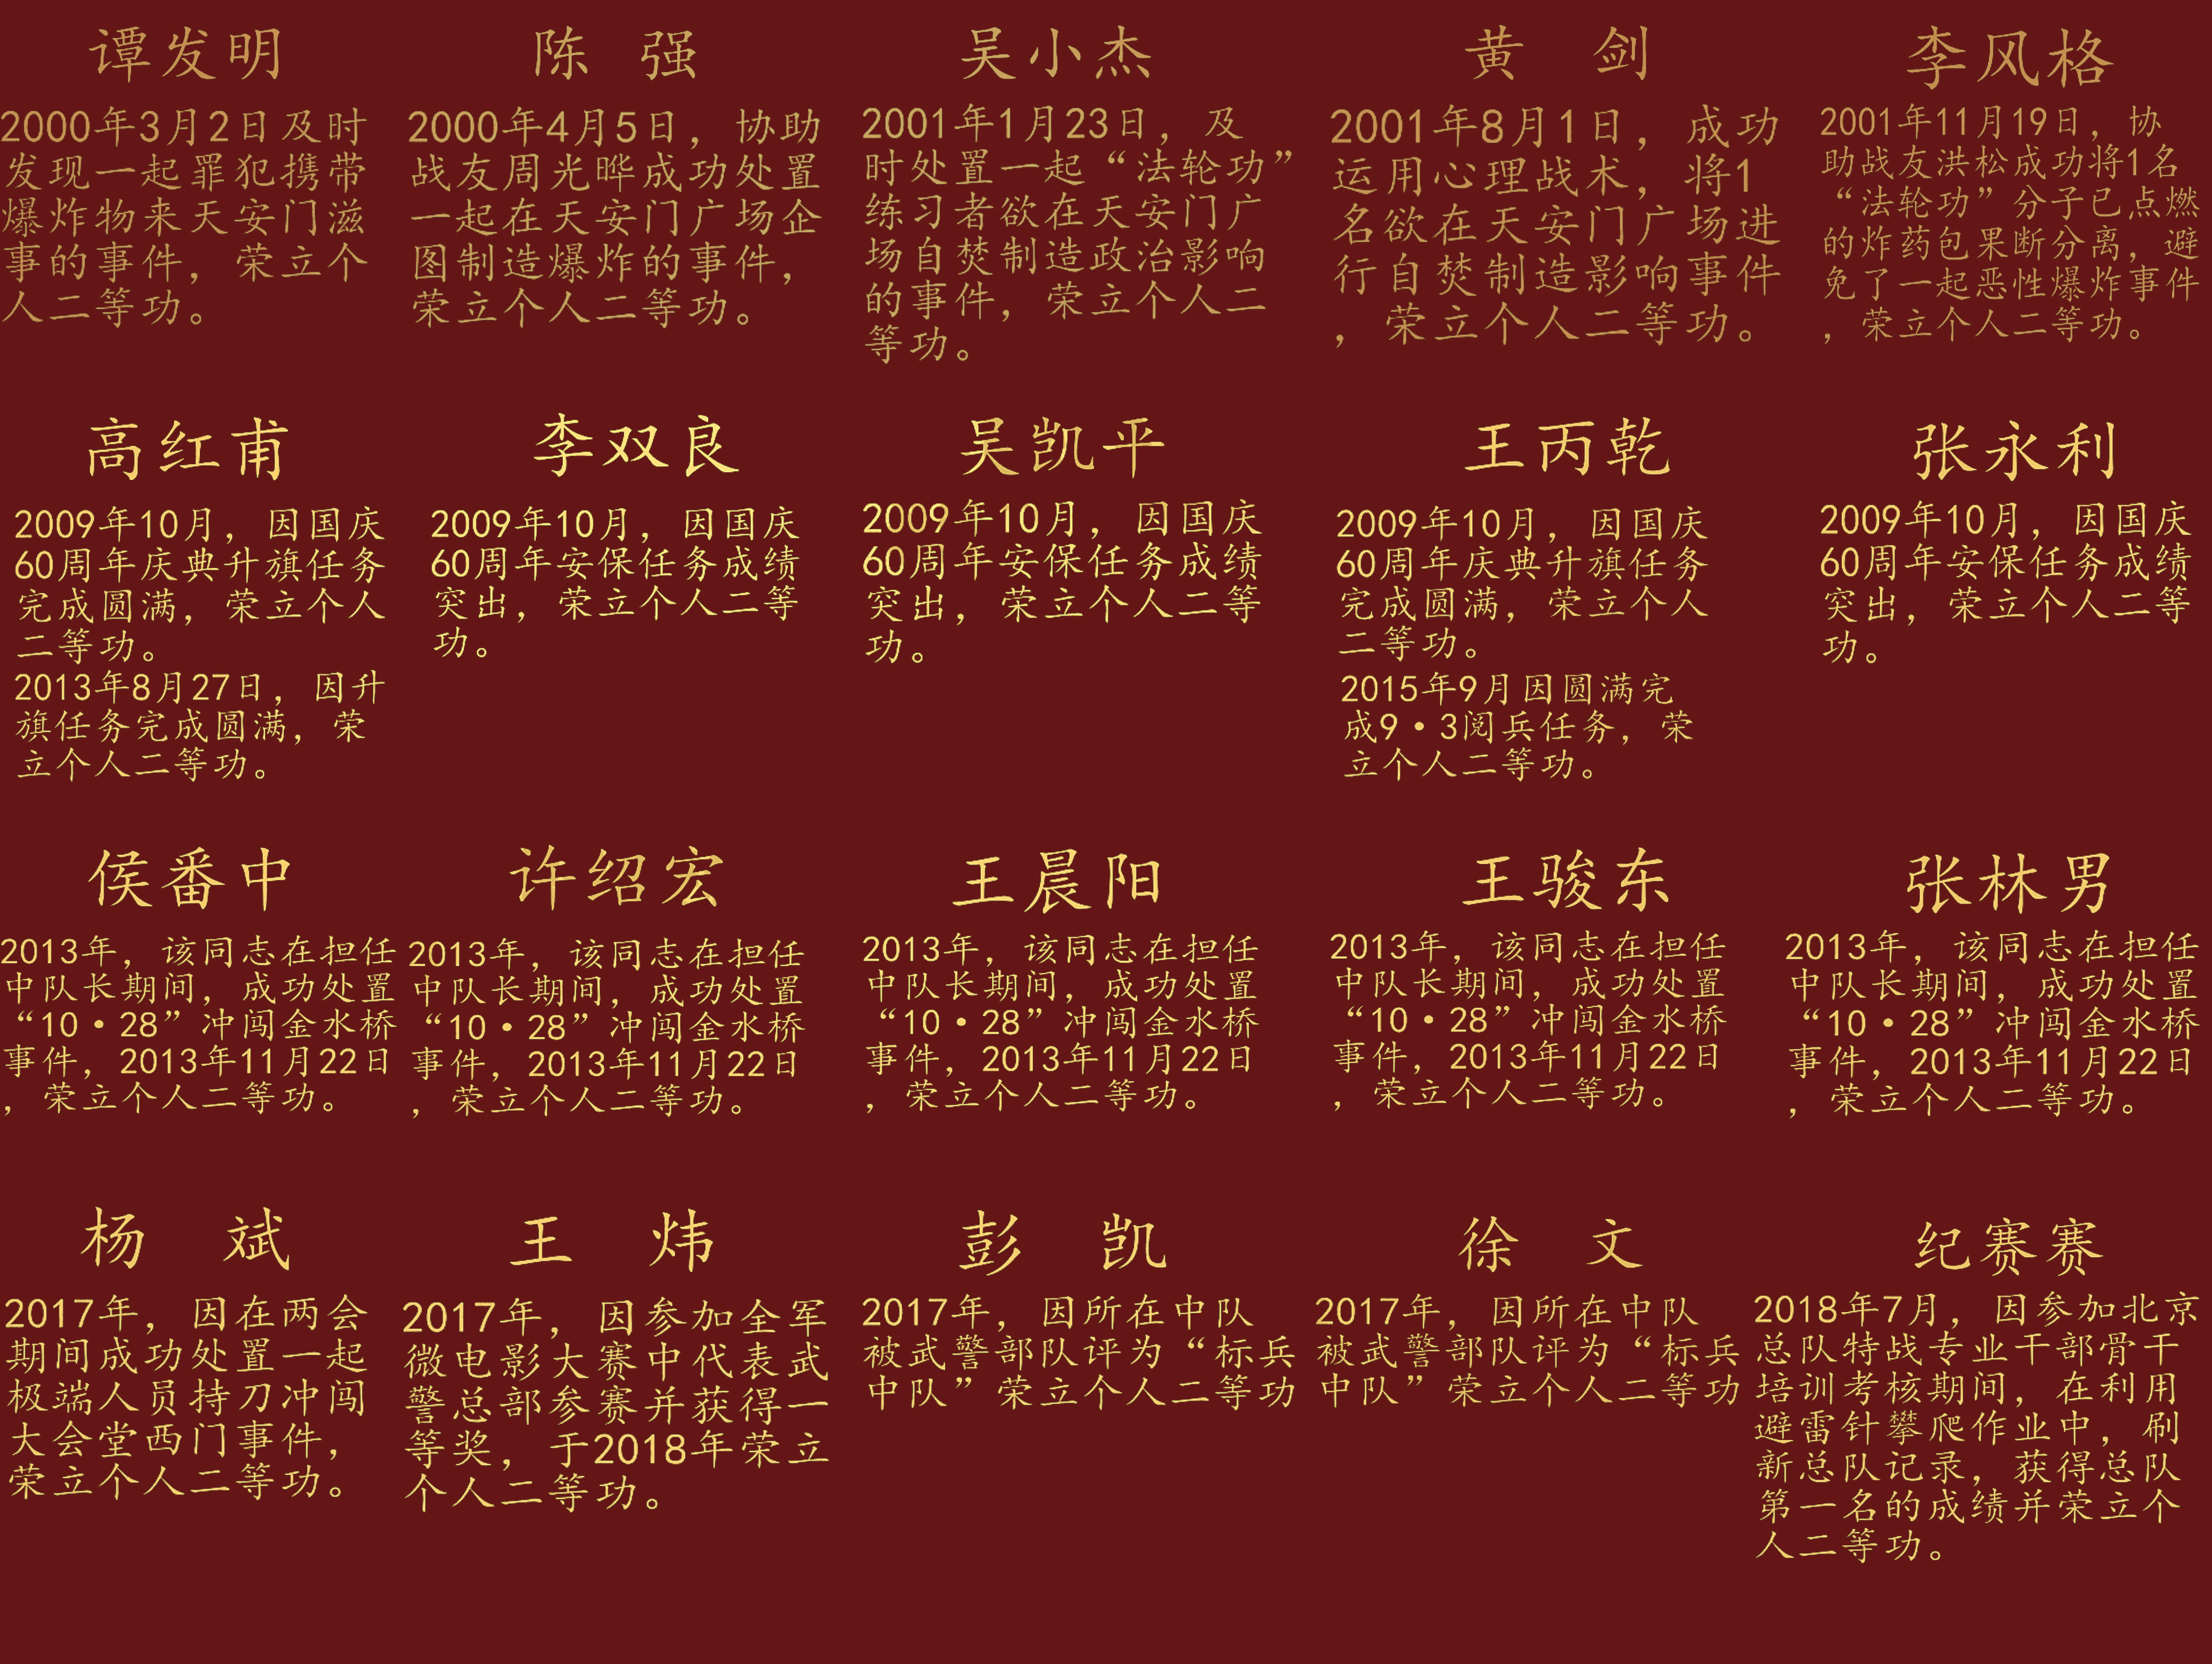 谭发明
2000年3月2日及时
发现一起罪犯携带
爆炸物来天安门滋
事的事件，荣立个
人二等功。
陈 强
2000年4月5日，协助
战友周光晔成功处置
一起在天安门广场企
图制造爆炸的事件，
荣立个人二等功。
吴小杰
2001年1月23日，及
时处置一起“法轮功”
练习者欲在天安门广
场自焚制造政治影响
的事件，荣立个人二
等功。
黄 剑
2001年8月1日，成功
运用心理战术，将1
名欲在天安门广场进
行自焚制造影响事件
，荣立个人二等功。
李风格
2001年11月19日，协
助战友洪松成功将1名
“法轮功”分子已点燃
的炸药包果断分离，避
免了一起恶性爆炸事件
，荣立个人二等功。
高红甫
2009年10月，因国庆
60周年庆典升旗任务
完成圆满，荣立个人
二等功。
2013年8月27日，因升
旗任务完成圆满，荣
立个人二等功。
李双良
2009年10月，因国庆
60周年安保任务成绩
突出，荣立个人二等
功。
吴凯平
2009年10月，因国庆
60周年安保任务成绩
突出，荣立个人二等
功。
王丙乾
2009年10月，因国庆
60周年庆典升旗任务
完成圆满，荣立个人
二等功。
2015年9月因圆满完
成9·3阅兵任务，荣
立个人二等功。
张永利
2009年10月，因国庆
60周年安保任务成绩
突出，荣立个人二等
功。
侯番中
2013年，该同志在担任
中队长期间，成功处置
“10·28”冲闯金水桥
事件，2013年11月22日
，荣立个人二等功。
许绍宏
2013年，该同志在担任
中队长期间，成功处置
“10·28”冲闯金水桥
事件，2013年11月22日
，荣立个人二等功。
王晨阳
2013年，该同志在担任
中队长期间，成功处置
“10·28”冲闯金水桥
事件，2013年11月22日
，荣立个人二等功。
王骏东
2013年，该同志在担任
中队长期间，成功处置
“10·28”冲闯金水桥
事件，2013年11月22日
，荣立个人二等功。
张林男
2013年，该同志在担任
中队长期间，成功处置
“10·28”冲闯金水桥
事件，2013年11月22日
，荣立个人二等功。
杨 斌
2017年，因在两会
期间成功处置一起
极端人员持刀冲闯
大会堂西门事件，
荣立个人二等功。
王 炜
2017年，因参加全军
微电影大赛中代表武
警总部参赛并获得一
等奖，于2018年荣立
个人二等功。
彭 凯
2017年，因所在中队
被武警部队评为“标兵
中队”荣立个人二等功
徐 文
2017年，因所在中队
被武警部队评为“标兵
中队”荣立个人二等功
纪赛赛
2018年7月，因参加北京
总队特战专业干部骨干
培训考核期间，在利用
避雷针攀爬作业中，刷
新总队记录，获得总队
第一名的成绩并荣立个
人二等功。